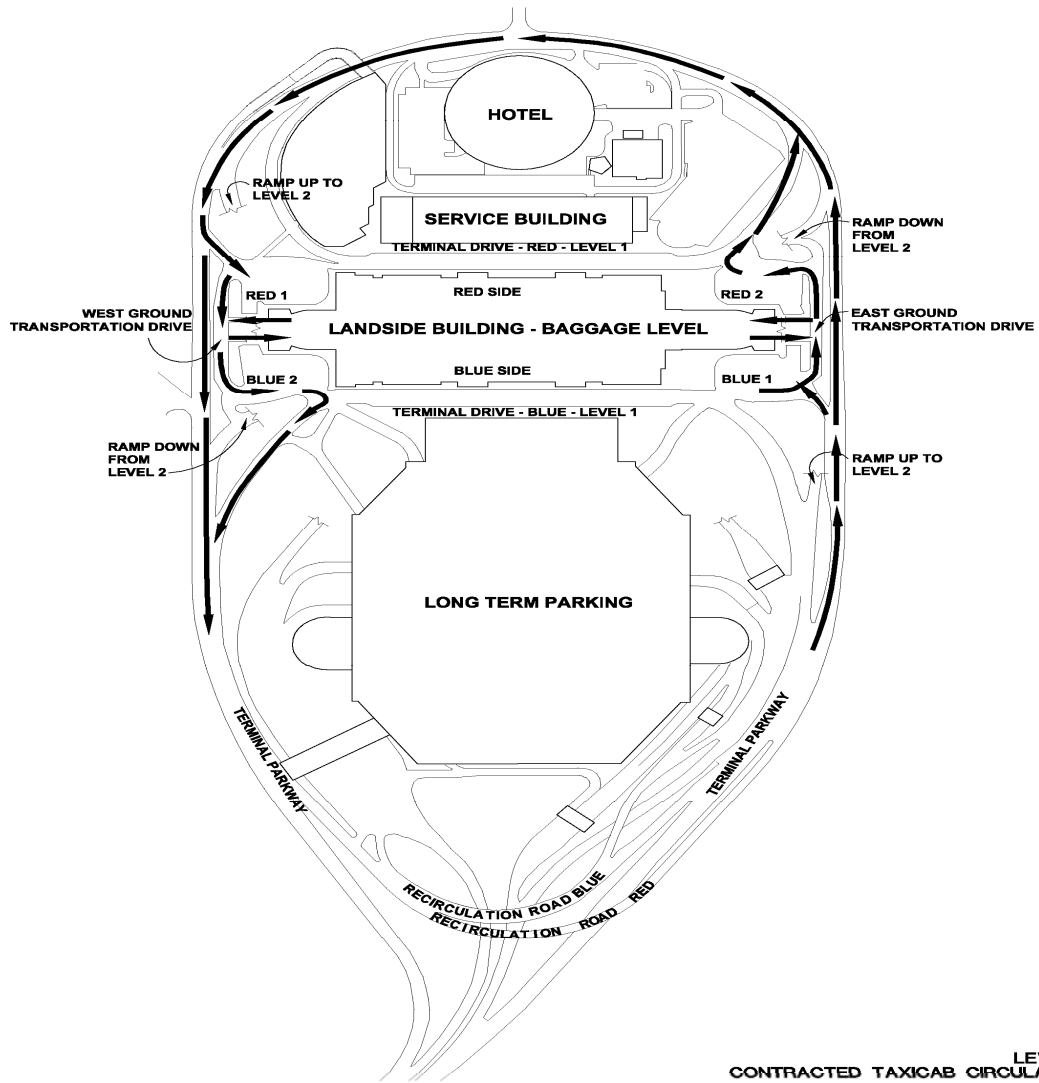 HOTEL
RAMP UP TO
LEVEL 2
SERVICE BUILDING
TERMINAL DRIVE - RED - LEVEL 1
RAMP DOWN
FROM
LEVEL 2
RED 1
RED SIDE
RED 2
WEST GROUND
TRANSPORTATION DRIVE
LANDSIDE BUILDING - BAGGAGE LEVEL
EAST GROUND
TRANSPORTATION DRIVE
BLUE SIDE
BLUE 2
BLUE 1
TERMINAL DRIVE - BLUE - LEVEL 1
RAMP DOWN
FROM
LEVEL 2
RAMP UP TO
LEVEL 2
LONG TERM PARKING
TERMINAL PARKWAY
TERMINAL PARKWAY
RECIRCULATION ROAD BLUE
RECIRCULATION ROAD RED
LEV
CONTRACTED TAXICAB CIRCULA